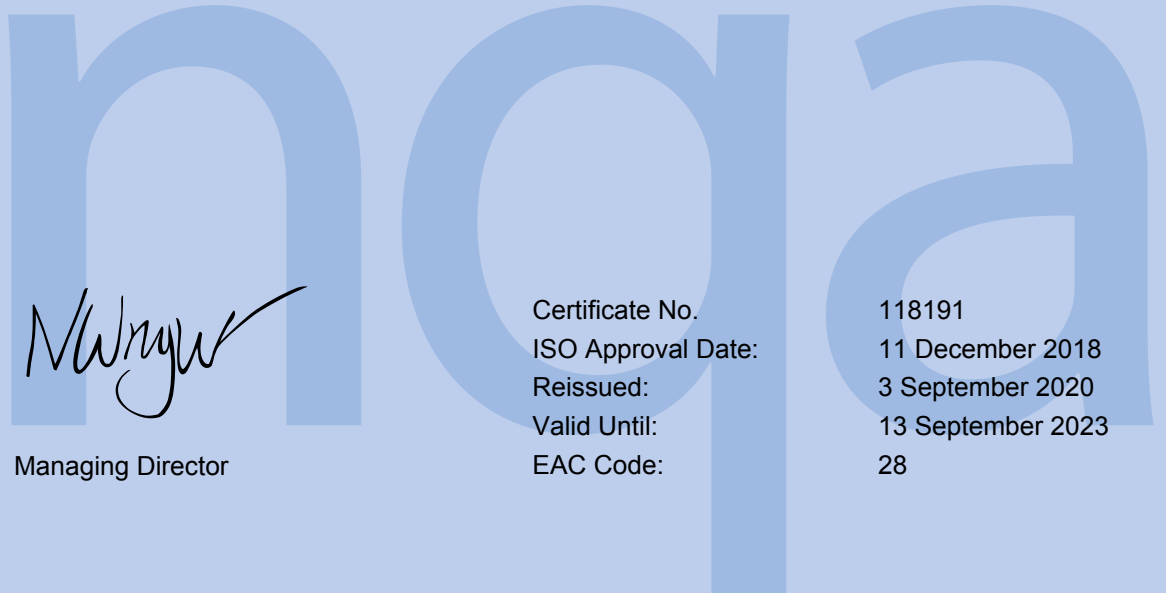 nqa
Certificate No. 118191
ISO Approval Date: 11 December 2018
Reissued: 3 September 2020
Valid Until: 13 September 2023
Managing Director
EAC Code: 28